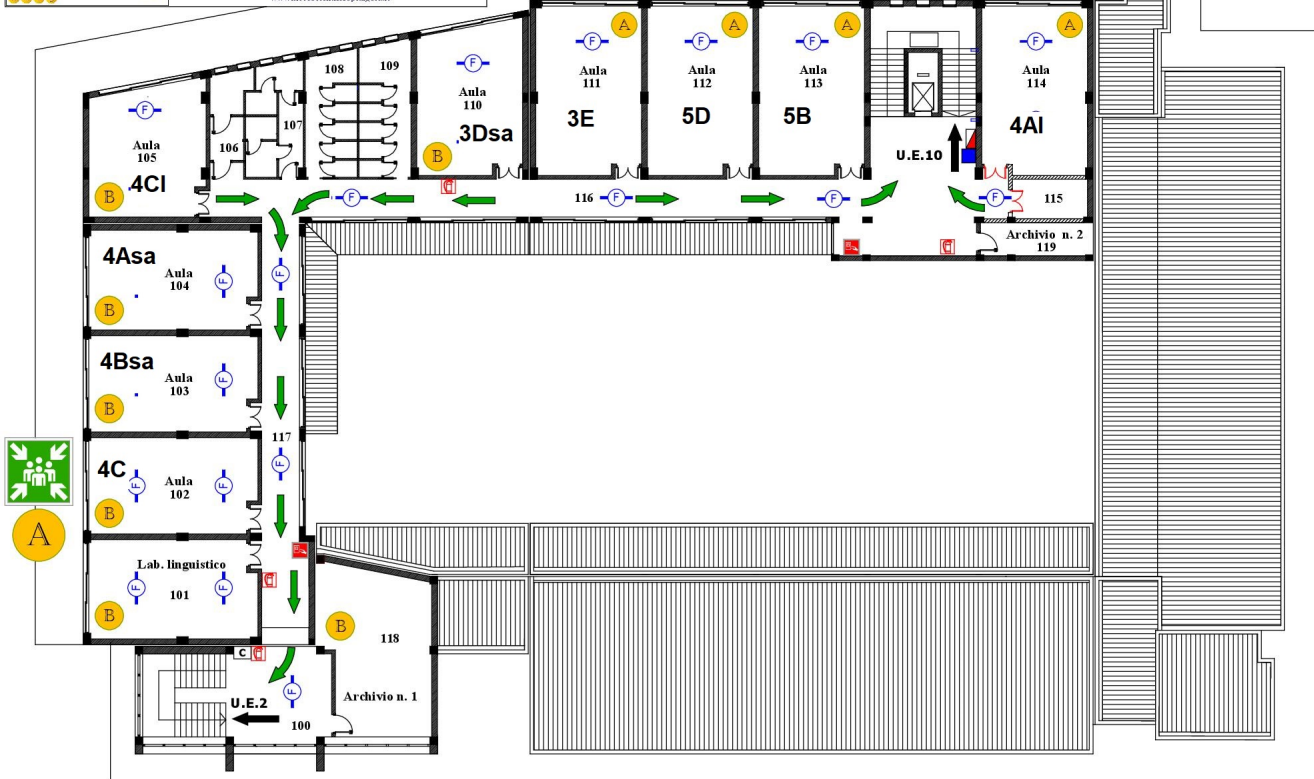 A
A
A
A
F
F
F
F
F
108
109
Aula
110
3Dsa
B
Aula
111
3E
Aula
112
5D
Aula
113
5B
Aula
114
4AI
F
Aula
105
4CI
B
106
107
U.E.10
F
116
F
F
F
115
Archivio n. 2
119
4Asa
Aula
104
F
B
F
4Bsa
Aula
103
F
B
117
4C
Aula
102
F
F
F
B
A
Lab. linguistico
101
F
F
B
B
118
C
U.E.2
F
100
Archivio n. 1